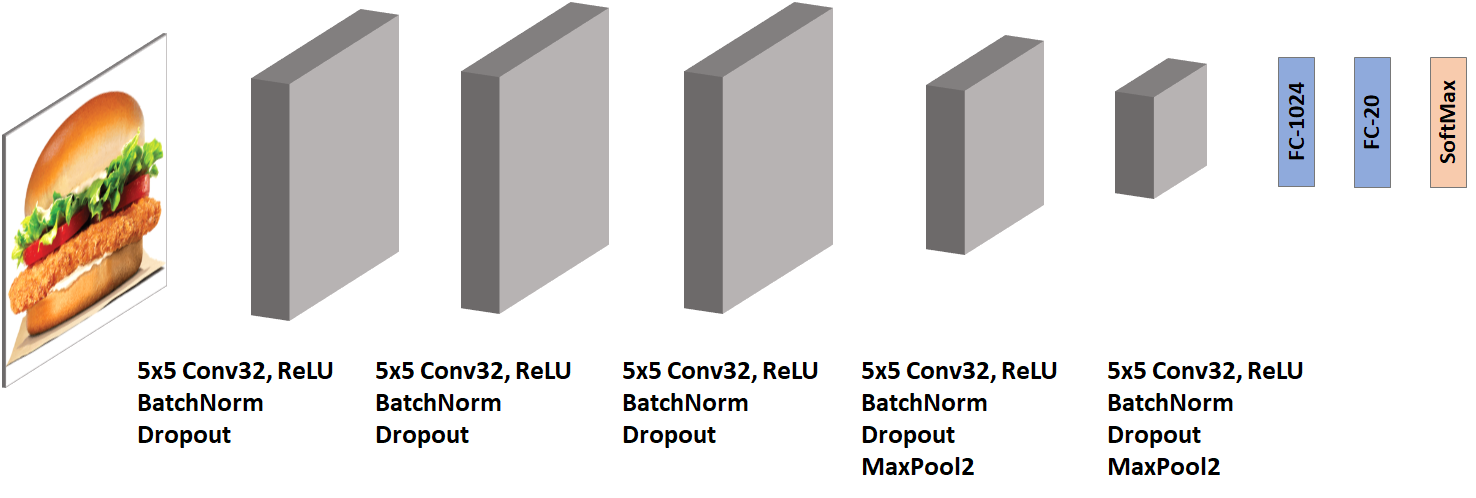 5x5 Conv32, ReLU
BatchNorm
Dropout
5x5 Conv32, ReLU
BatchNorm
Dropout
5x5 Conv32, ReLU
BatchNorm
Dropout
5x5 Conv32, ReLU
BatchNorm
Dropout
MaxPool2
5x5 Conv32, ReLU
BatchNorm
Dropout
MaxPool2
FC-1024
FC-20
SoftMax